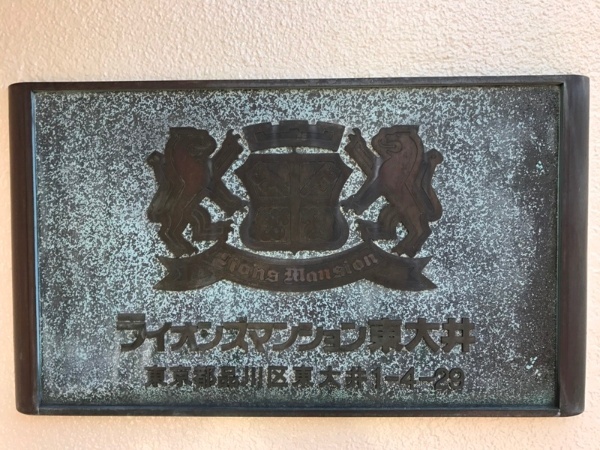 Lions Mansion
ライオンズマンション東大井
東京都品川区東大井1-4-29